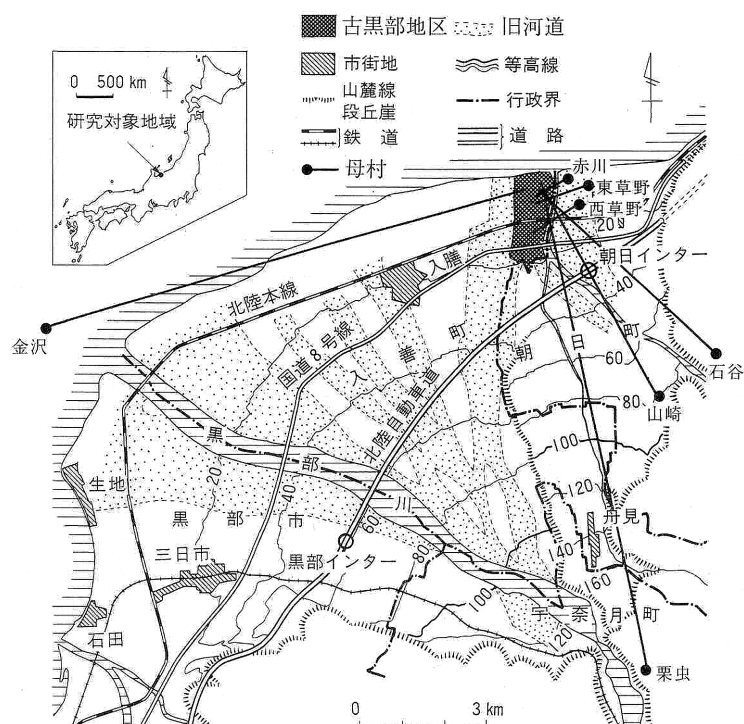 古黒部地区
旧河道
市街地
等高線
山麓線
段丘崖
行政界
鉄道
道路
母村
0 500 km
研究対象地域
赤川
東草野
西草野
20m
朝日インター
入膳
北陸本線
40
金沢
国道8号線
入善町
朝日町
60
石谷
80
山崎
北陸自動車道
100
黒部川
20
40
60
120
生地
舟見
黒部市
140
三日市
80
黒部インター
160
100
宇奈月町
石田
120
栗虫
0 3 km